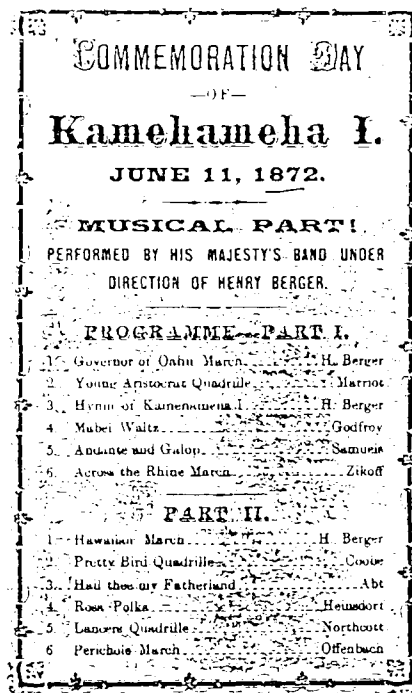 COMMEMORATION DAY
—OF—
Kamehameha I.
JUNE 11, 1872.
MUSICAL PART!
PERFORMED BY HIS MAJESTY'S BAND UNDER
DIRECTION OF HENRY BERGER.
PROGRAMME—PART I.
1 Governor of Oahu March H. Berger
2 Young Aristocrat Quadrille Marriot
3 Hymn of Kamehameha I H. Berger
4 Mabel Waltz Godfroy
5 Andante and Galop Samuels
6 Across the Rhine March Zikoff
PART II.
1 March H. Berger
2 Pretty Bird Quadrille Coote
3 Hail thee my Fatherland Abt
4 Rosa Polka
5 Lancers Quadrille Northcott
6 Perichole March Offenbach